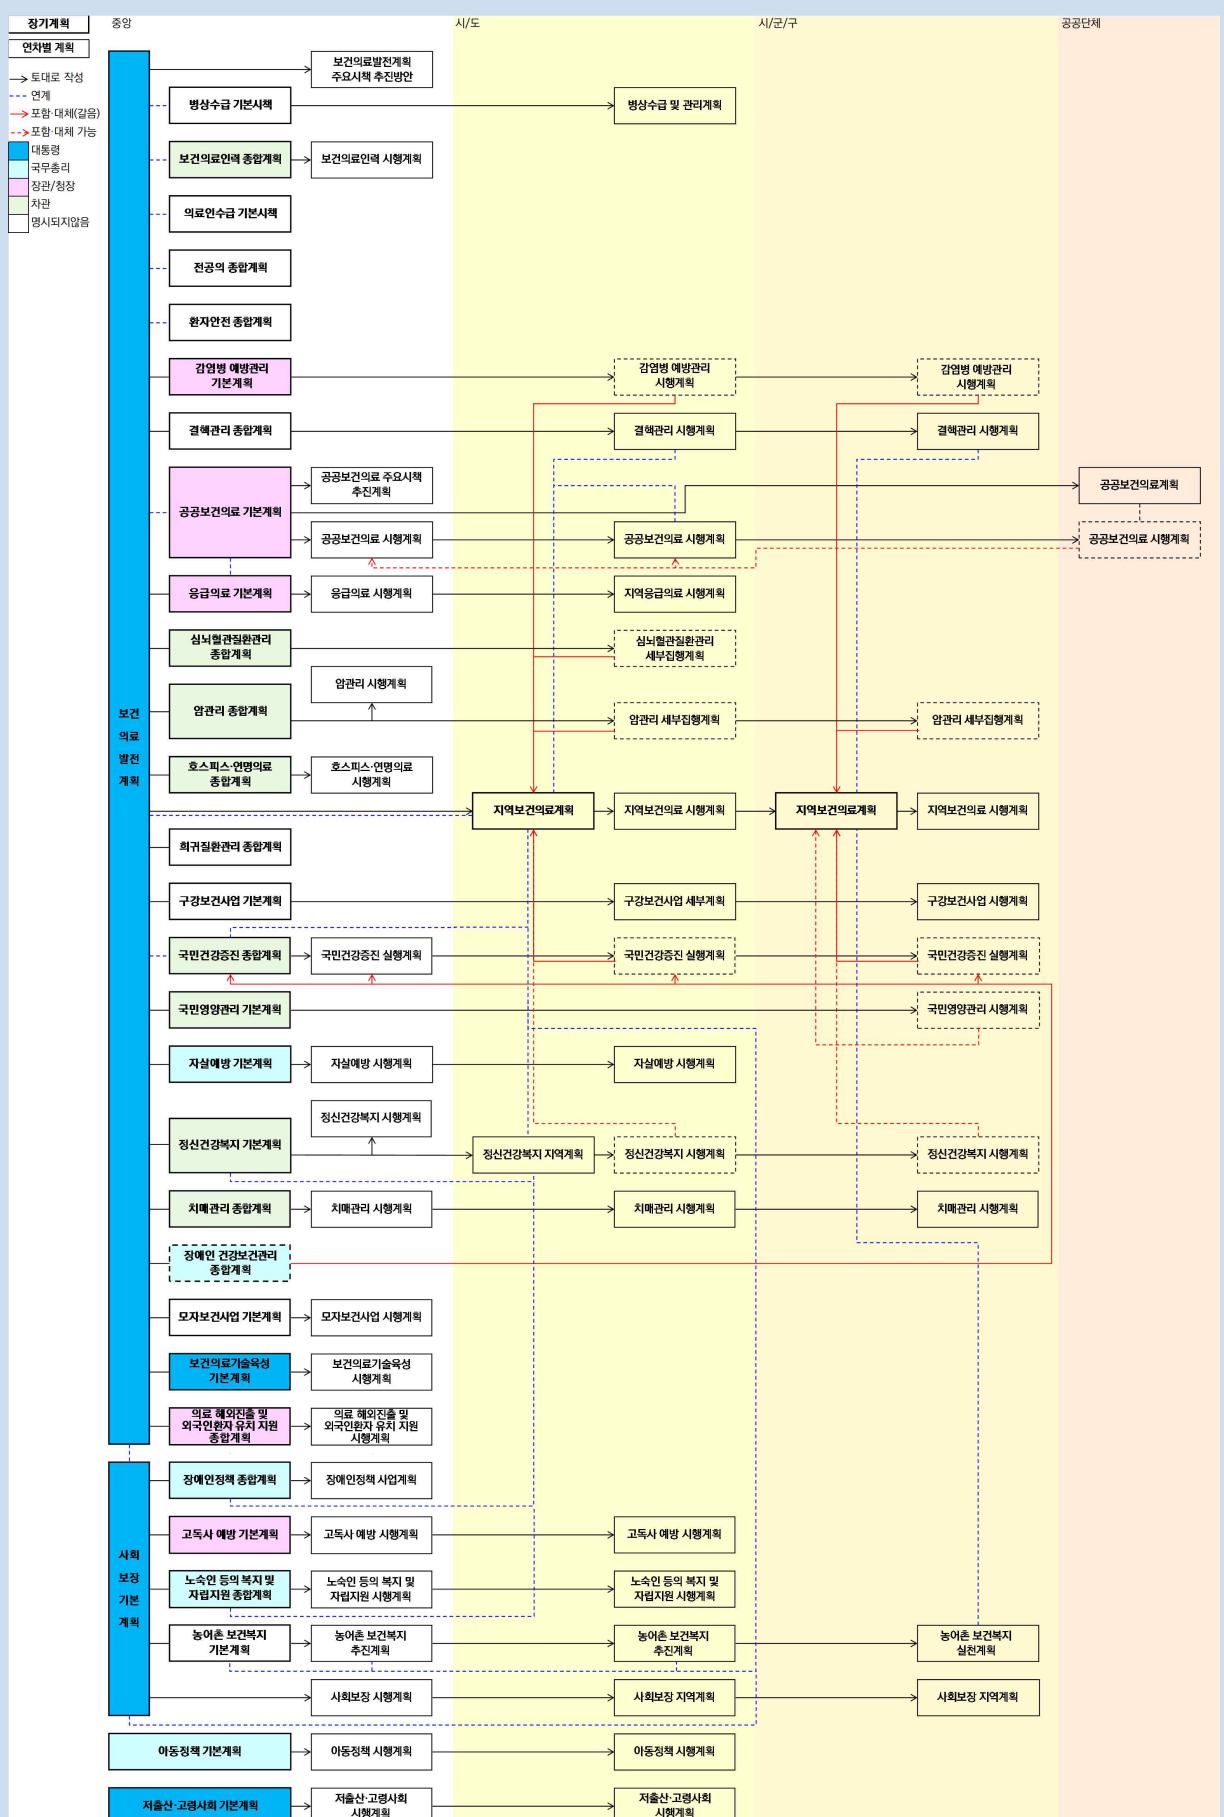 장기계획
중앙
시/도
시/군/구
공공단체
연차별 계획
토대로 작성
연계
포함·대체(갈음)
포함·대체 가능
대통령
국무총리
장관/청장
차관
명시되지않음
보건
의료
발전
계획
보건의료발전계획
주요시책 추진방안
병상수급 기본시책
병상수급 및 관리계획
보건의료인력 종합계획
보건의료인력 시행계획
의료인수급 기본시책
전공의 종합계획
환자안전 종합계획
감염병 예방관리
기본계획
감염병 예방관리
시행계획
감염병 예방관리
시행계획
결핵관리 종합계획
결핵관리 시행계획
결핵관리 시행계획
공공보건의료 기본계획
공공보건의료 주요시책
추진계획
공공보건의료계획
공공보건의료 시행계획
공공보건의료 시행계획
공공보건의료 시행계획
응급의료 기본계획
응급의료 시행계획
지역응급의료 시행계획
심뇌혈관질환관리
종합계획
심뇌혈관질환관리
세부집행계획
암관리 종합계획
암관리 시행계획
암관리 세부집행계획
암관리 세부집행계획
호스피스·연명의료
종합계획
호스피스·연명의료
시행계획
지역보건의료계획
지역보건의료 시행계획
지역보건의료계획
지역보건의료 시행계획
희귀질환관리 종합계획
구강보건사업 기본계획
구강보건사업 세부계획
구강보건사업 시행계획
국민건강증진 종합계획
국민건강증진 실행계획
국민건강증진 실행계획
국민건강증진 실행계획
국민영양관리 기본계획
국민영양관리 시행계획
자살예방 기본계획
자살예방 시행계획
자살예방 시행계획
정신건강복지 기본계획
정신건강복지 시행계획
정신건강복지 지역계획
정신건강복지 시행계획
정신건강복지 시행계획
치매관리 종합계획
치매관리 시행계획
치매관리 시행계획
치매관리 시행계획
장애인 건강보건관리
종합계획
모자보건사업 기본계획
모자보건사업 시행계획
보건의료기술육성
기본계획
보건의료기술육성
시행계획
의료 해외진출 및
외국인환자 유치 지원
종합계획
의료 해외진출 및
외국인환자 유치 지원
시행계획
사회
보장
기본
계획
장애인정책 종합계획
장애인정책 사업계획
고독사 예방 기본계획
고독사 예방 시행계획
고독사 예방 시행계획
노숙인 등의 복지 및
자립지원 종합계획
노숙인 등의 복지 및
자립지원 시행계획
노숙인 등의 복지 및
자립지원 시행계획
농어촌 보건복지
기본계획
농어촌 보건복지
추진계획
농어촌 보건복지
추진계획
농어촌 보건복지
실천계획
사회보장 시행계획
사회보장 지역계획
사회보장 지역계획
아동정책 기본계획
아동정책 시행계획
아동정책 시행계획
저출산·고령사회 기본계획
저출산·고령사회
시행계획
저출산·고령사회
시행계획